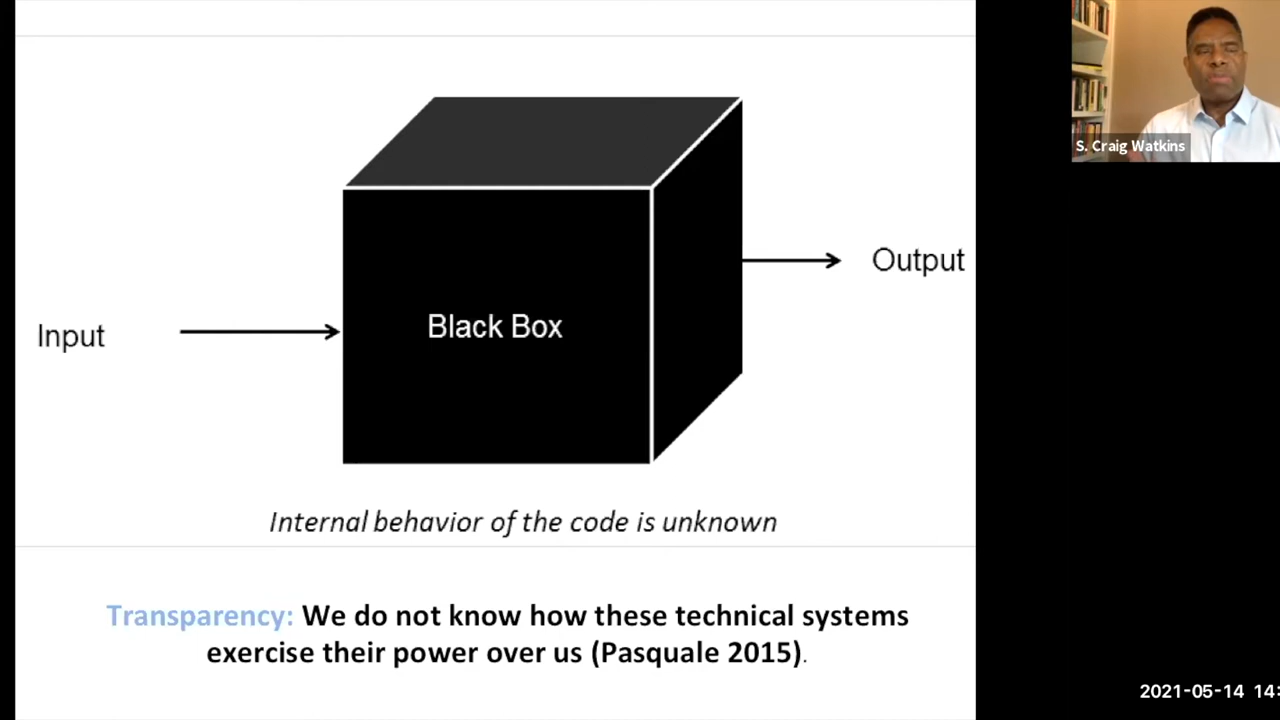 S. Craig Watkins
Output
Input
Black Box
Internal behavior of the code is unknown
Transparency: We do not know how these technical systems
exercise their power over us (Pasquale 2015).
2021-05-14 14: